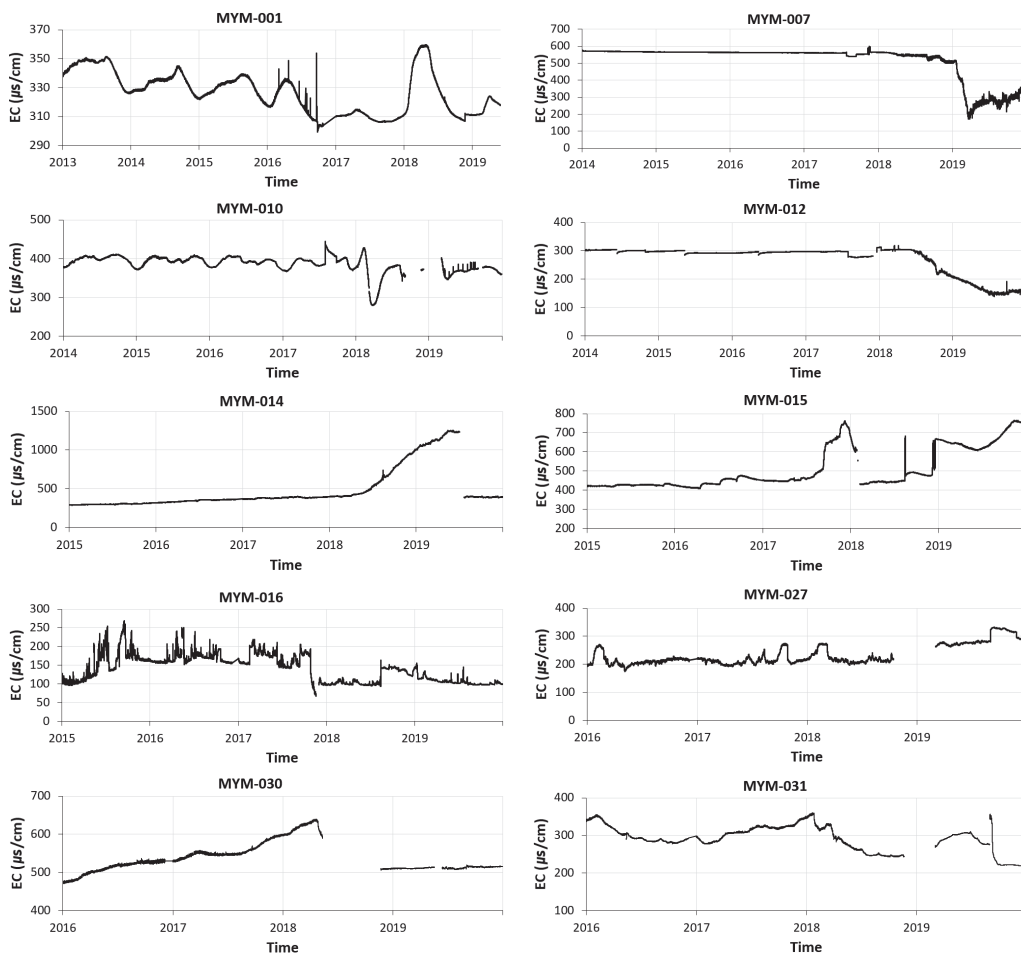 MYM-001
EC (µs/cm)
370
350
330
310
290
2013 2014 2015 2016 2017 2018 2019
Time
MYM-007
EC (µs/cm)
700
600
500
400
300
200
100
0
2014 2015 2016 2017 2018 2019
Time
MYM-010
EC (µs/cm)
500
400
300
200
2014 2015 2016 2017 2018 2019
Time
MYM-012
EC (µs/cm)
400
300
200
100
0
2014 2015 2016 2017 2018 2019
Time
MYM-014
EC (µs/cm)
1500
1000
500
0
2015 2016 2017 2018 2019
Time
MYM-015
EC (µs/cm)
800
700
600
500
400
300
200
2015 2016 2017 2018 2019
Time
MYM-016
EC (µs/cm)
300
250
200
150
100
50
0
2015 2016 2017 2018 2019
Time
MYM-027
EC (µs/cm)
400
300
200
100
0
2016 2017 2018 2019
Time
MYM-030
EC (µs/cm)
700
600
500
400
2016 2017 2018 2019
Time
MYM-031
EC (µs/cm)
400
300
200
100
2016 2017 2018 2019
Time